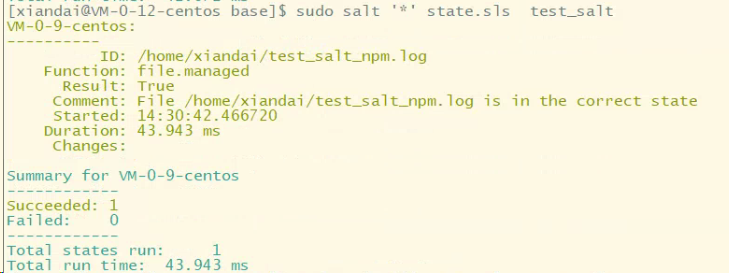 [xiandai@VM-0-12-centos base]$ sudo salt '*' state.sls  test_salt
VM-0-9-centos:
----------
          ID: /home/xiandai/test_salt_npm.log
    Function: file.managed
      Result: True
     Comment: File /home/xiandai/test_salt_npm.log is in the correct state
     Started: 14:30:42.466720
    Duration: 43.943 ms
     Changes:
Summary for VM-0-9-centos
------------
Succeeded: 1
Failed:    0
------------
Total states run:     1
Total run time:  43.943 ms